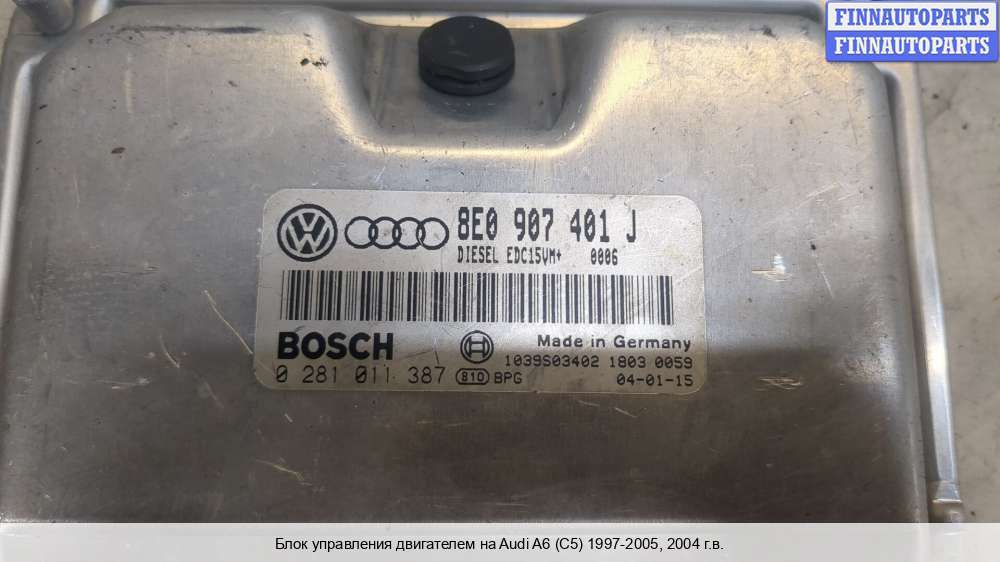 FINNAUTOPARTS
FINNAUTOPARTS
8E0 907 401 J
DIESEL EDC15VM+ 0006
BOSCH
Made in Germany
1039S03402 1803 0059
0 281 011 387 810 BPG 04-01-15
Блок управления двигателем на Audi A6 (C5) 1997-2005, 2004 г.в.